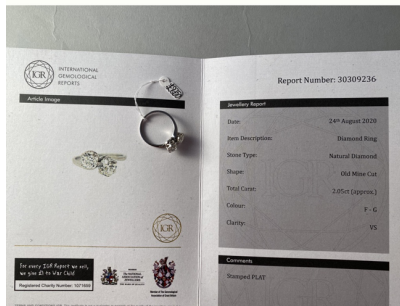 IGR
INTERNATIONAL
GEMOLOGICAL
REPORTS
Article Image
IGR
For every IGR Report we sell,
we give £1 to War Child
Registered Charity Number: 1071659
Report Number: 30309236
Jewellery Report
Date: 24th August 2020
Item Description: Diamond Ring
Stone Type: Natural Diamond
Shape: Old Mine Cut
Total Carat: 2.05ct (approx.)
Colour: F - G
Clarity: VS
Comments
Stamped PLAT